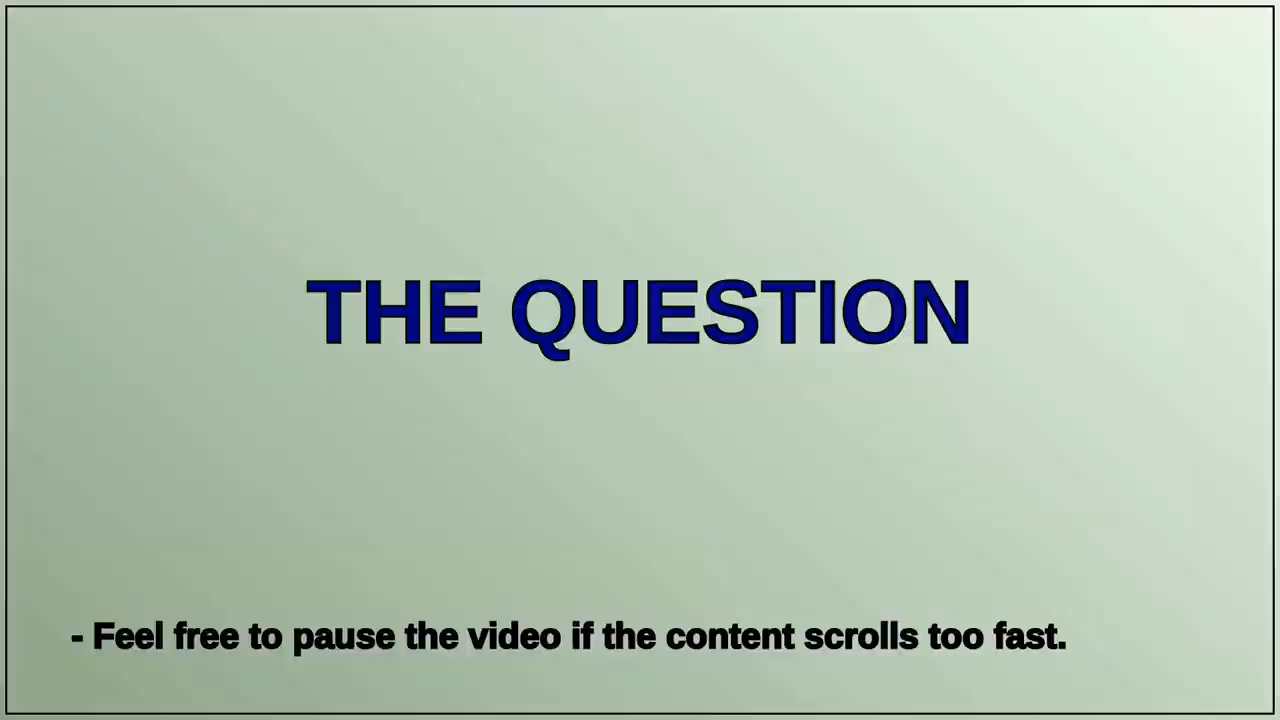 THE QUESTION
- Feel free to pause the video if the content scrolls too fast.